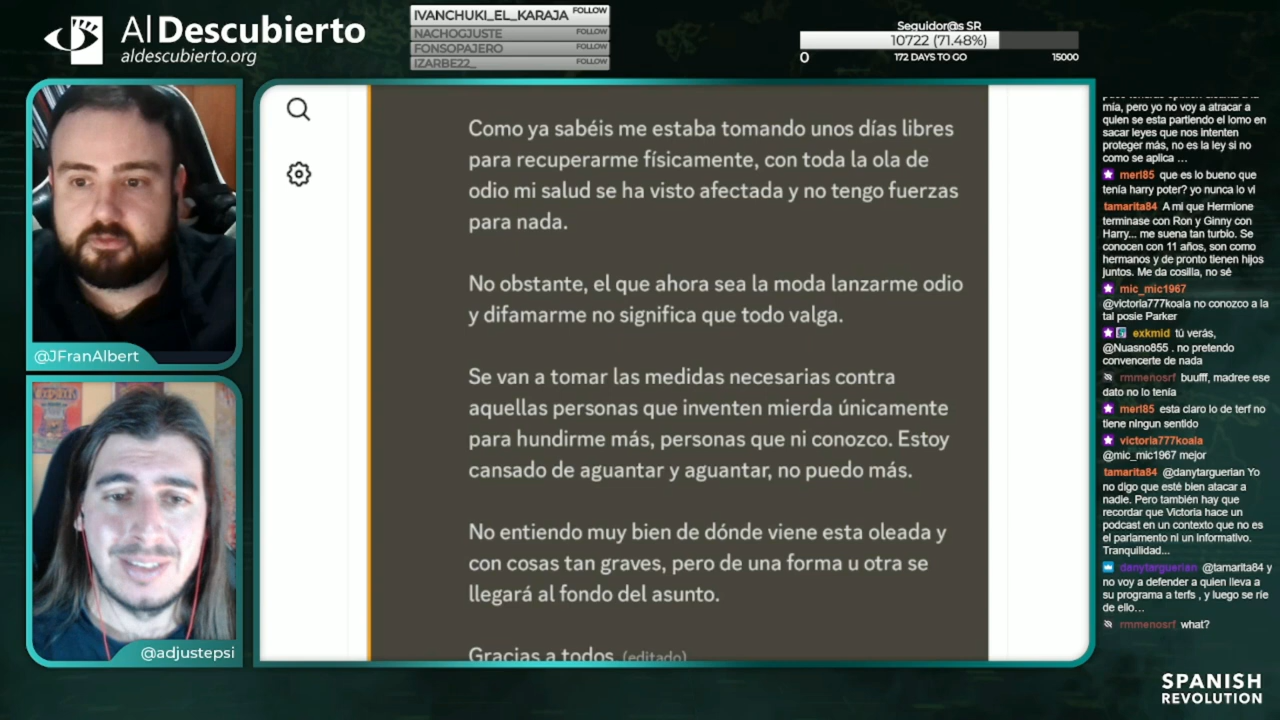 Al Descubierto
aldescubierto.org
IVANCHUKI_EL_KARAJA FOLLOW
NACHOGJUSTE FOLLOW
FONSOPAJERO FOLLOW
IZARBE22_ FOLLOW
Seguidor@s SR
10722 (71.48%)
0 172 DAYS TO GO 15000
@JFranAlbert
@adjustepsi
Como ya sabéis me estaba tomando unos días libres
para recuperarme físicamente, con toda la ola de
odio mi salud se ha visto afectada y no tengo fuerzas
para nada.
No obstante, el que ahora sea la moda lanzarme odio
y difamarme no significa que todo valga.
Se van a tomar las medidas necesarias contra
aquellas personas que inventen mierda únicamente
para hundirme más, personas que ni conozco. Estoy
cansado de aguantar y aguantar, no puedo más.
No entiendo muy bien de dónde viene esta oleada y
con cosas tan graves, pero de una forma u otra se
llegará al fondo del asunto.
Gracias a todos. (editado)
mía, pero yo no voy a atracar a
quien se esta partiendo el lomo en
sacar leyes que nos intenten
proteger más, no es la ley si no
como se aplica ...
merl85 que es lo bueno que
tenía harry poter? yo nunca lo vi
tamarita84 A mi que Hermione
terminase con Ron y Ginny con
Harry... me suena tan turbio. Se
conocen con 11 años, son como
hermanos y de pronto tienen hijos
juntos. Me da cosilla, no sé
mic_mic1967
@victoria777koala no conozco a la
tal posie Parker
exkmid tú verás,
@Nuasno855 . no pretendo
convencerte de nada
rmmenosrf buufff, madree ese
dato no lo tenía
merl85 esta claro lo de terf no
tiene ningun sentido
victoria777koala
@mic_mic1967 mejor
tamarita84 @danytarguerian Yo
no digo que esté bien atacar a
nadie. Pero también hay que
recordar que Victoria hace un
podcast en un contexto que no es
el parlamento ni un Informativo.
Tranquilidad...
danytarguerian @tamarita84 y
no voy a defender a quien lleva a
su programa a terfs , y luego se ríe
de ello...
rmmenosrf what?
SPANISH
REVOLUTION